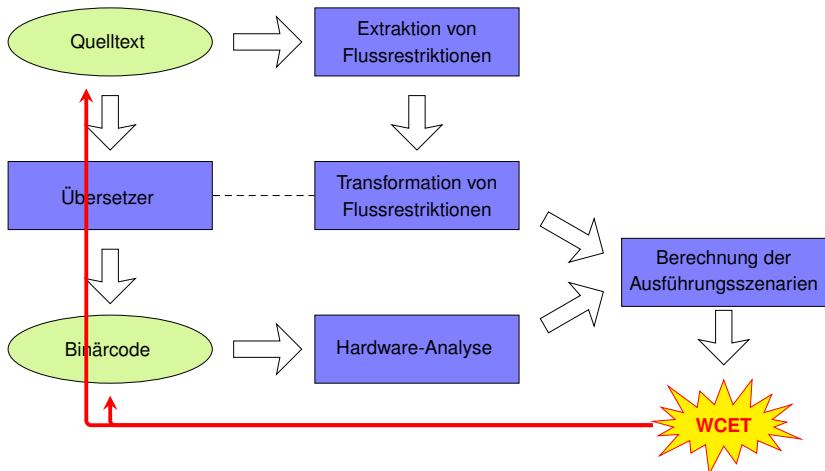 Quelltext
Extraktion von
Flussrestriktionen
Übersetzer
Transformation von
Flussrestriktionen
Berechnung der
Ausführungsszenarien
Binärcode
Hardware-Analyse
WCET